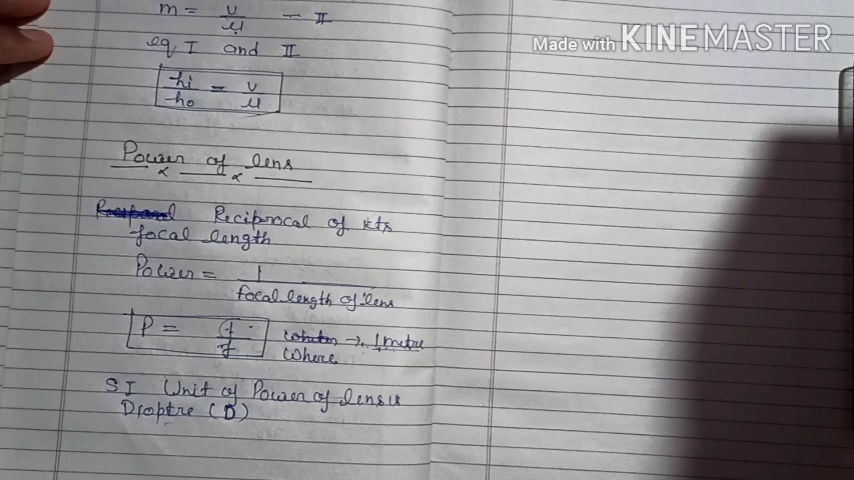 m = v/u — II
Made with KINEMASTER
eq I and II
hi/ho = v/u
Power of lens
Reciprocal of its
focal length
Power = 1/focal length of lens
P = 1/f → 1 metre
where
SI Unit of Power of lens is
Dioptre (D)